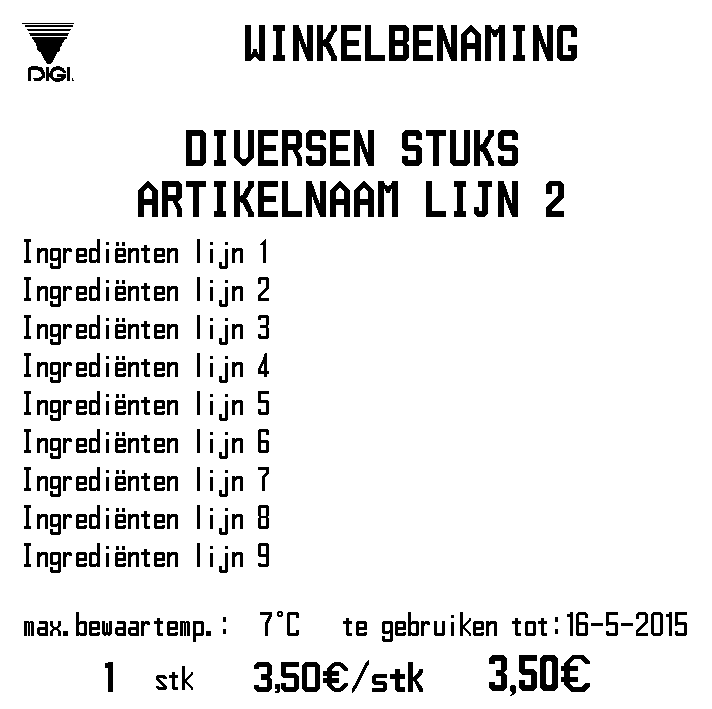 DIGI.
WINKELBENAMING
DIVERSEN STUKS
ARTIKELNAAM LIJN 2
Ingrediënten lijn 1
Ingrediënten lijn 2
Ingrediënten lijn 3
Ingrediënten lijn 4
Ingrediënten lijn 5
Ingrediënten lijn 6
Ingrediënten lijn 7
Ingrediënten lijn 8
Ingrediënten lijn 9
max.bewaartemp.: 7°C te gebruiken tot:16-5-2015
1 stk 3,50€/stk 3,50€